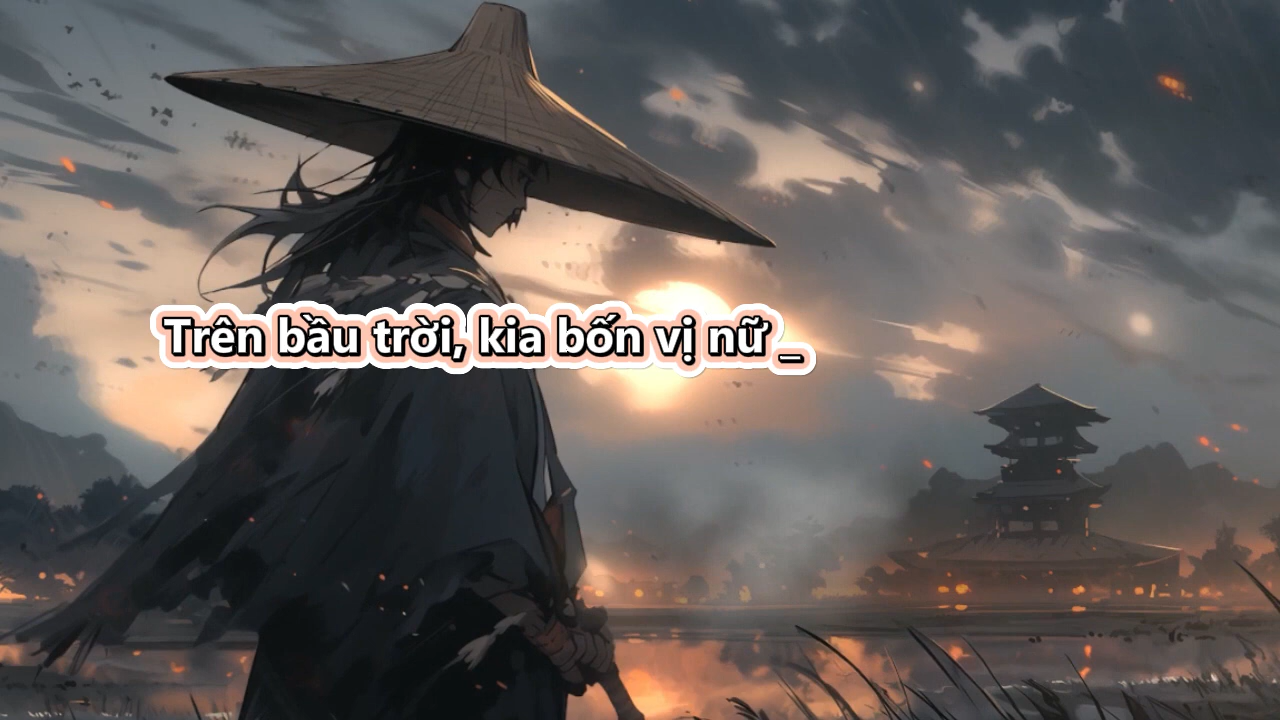 Trên bầu trời, kia bốn vị nữ _